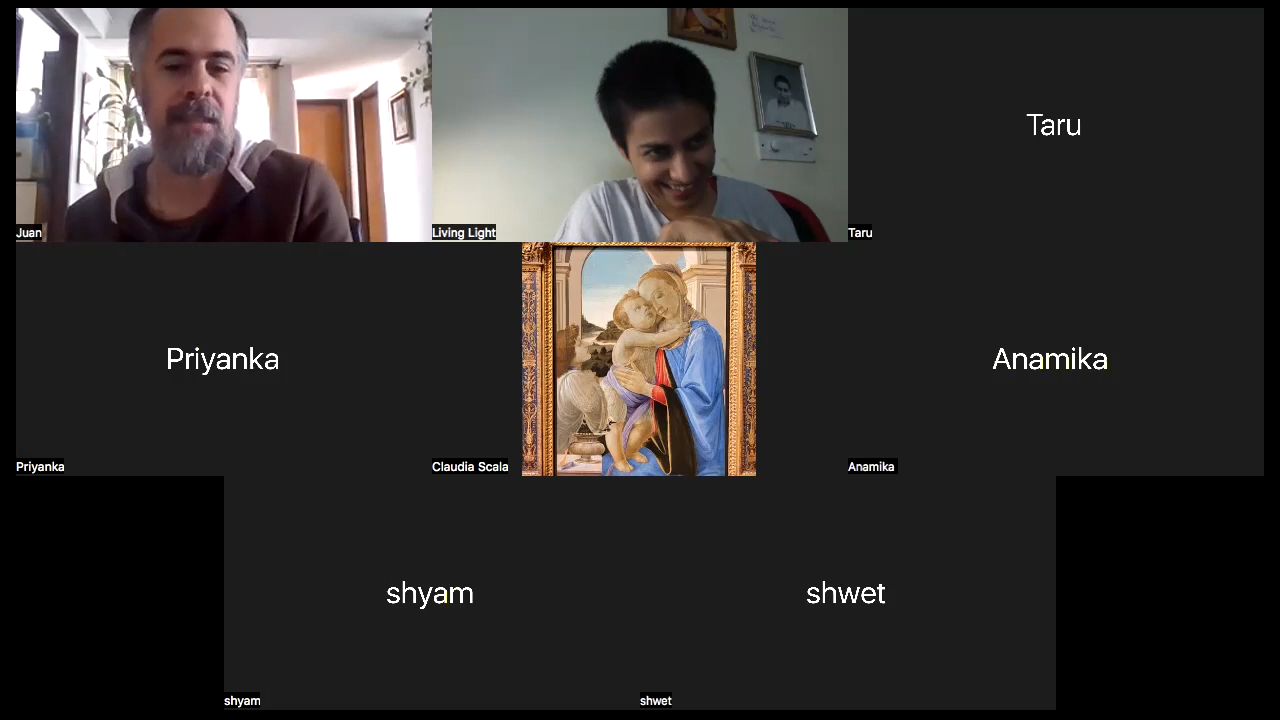 Juan
Living Light
Taru
Taru
Priyanka
Priyanka
Claudia Scala
Anamika
Anamika
shyam
shyam
shwet
shwet